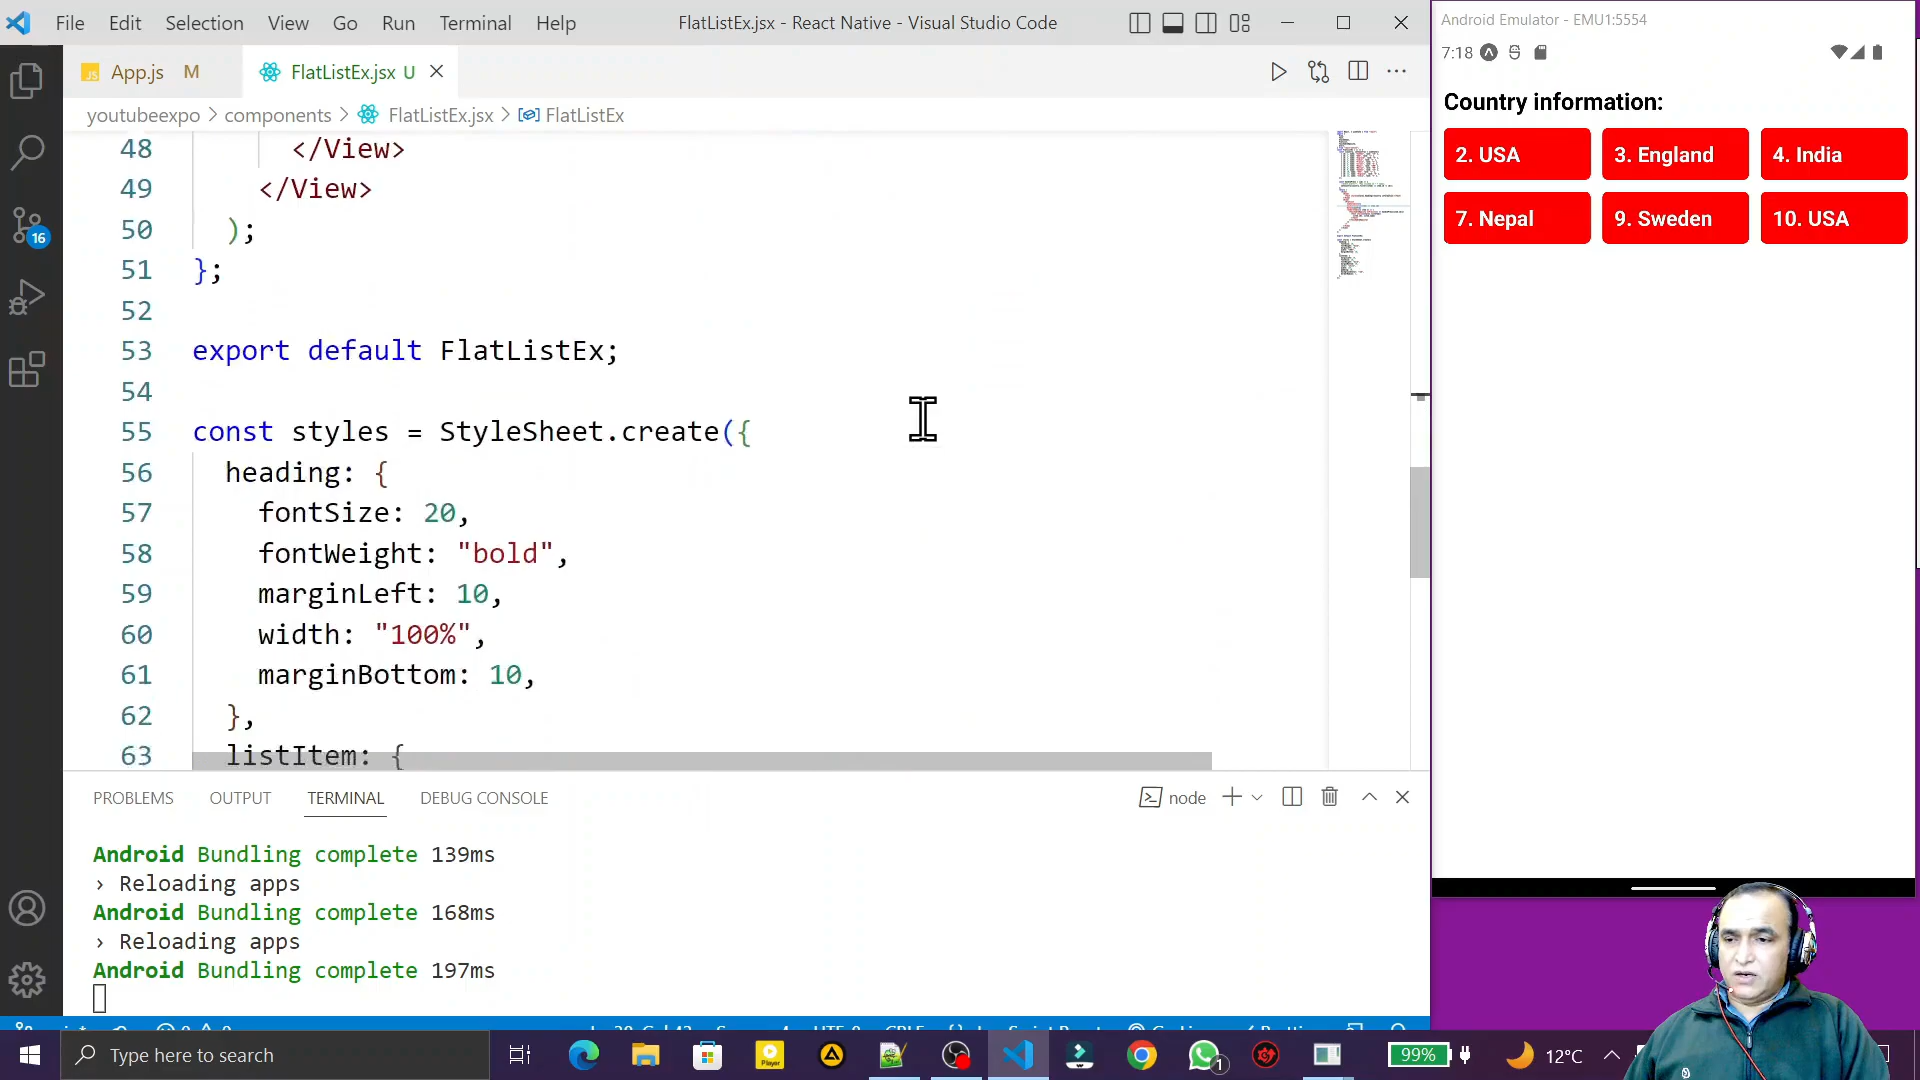 File Edit Selection View Go Run Terminal Help
FlatListEx.jsx - React Native - Visual Studio Code
App.js M
FlatListEx.jsx U
youtubeexpo > components > FlatListEx.jsx > FlatListEx
48 </View>
49 </View>
50 );
51 };
52
53 export default FlatListEx;
54
55 const styles = StyleSheet.create({
56 heading: {
57 fontSize: 20,
58 fontWeight: "bold",
59 marginLeft: 10,
60 width: "100%",
61 marginBottom: 10,
62 },
63 listItem: {
16
PROBLEMS OUTPUT TERMINAL DEBUG CONSOLE
node
Android Bundling complete 139ms
› Reloading apps
Android Bundling complete 168ms
› Reloading apps
Android Bundling complete 197ms
Type here to search
Player
1
99%
12°C
Android Emulator - EMU1:5554
7:18
Country information:
2. USA 3. England 4. India
7. Nepal 9. Sweden 10. USA